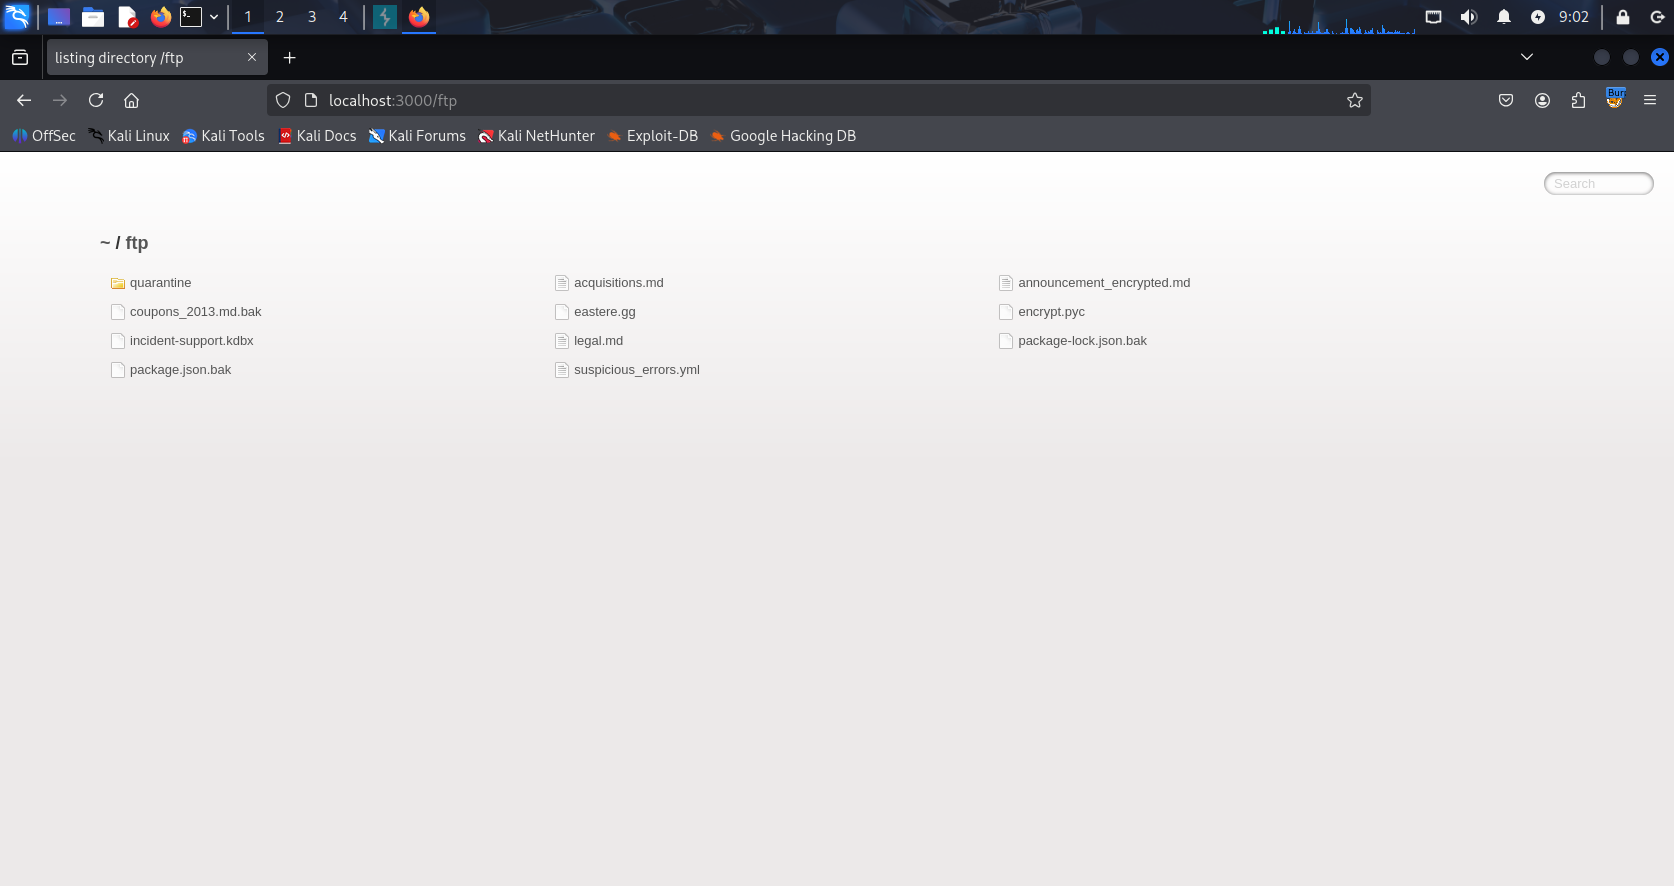 1 2 3 4 9:02
listing directory /ftp
localhost:3000/ftp
Burp
OffSec Kali Linux Kali Tools Kali Docs Kali Forums Kali NetHunter Exploit-DB Google Hacking DB
Search
~ / ftp
quarantine acquisitions.md announcement_encrypted.md
coupons_2013.md.bak eastere.gg encrypt.pyc
incident-support.kdbx legal.md package-lock.json.bak
package.json.bak suspicious_errors.yml